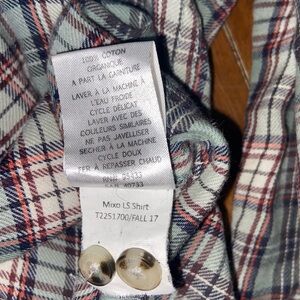 100% COTON
ORGANIQUE
A PART LA GARNITURE
LAVER À LA MACHINE À
L'EAU FROIDE
CYCLE DÉLICAT
LAVER AVEC DES
COULEURS SIMILAIRES
NE PAS JAVELLISER
SECHER À LA MACHINE
CYCLE DOUX
FER À REPASSER CHAUD
Mixo LS Shirt
T2251700/FALL 17